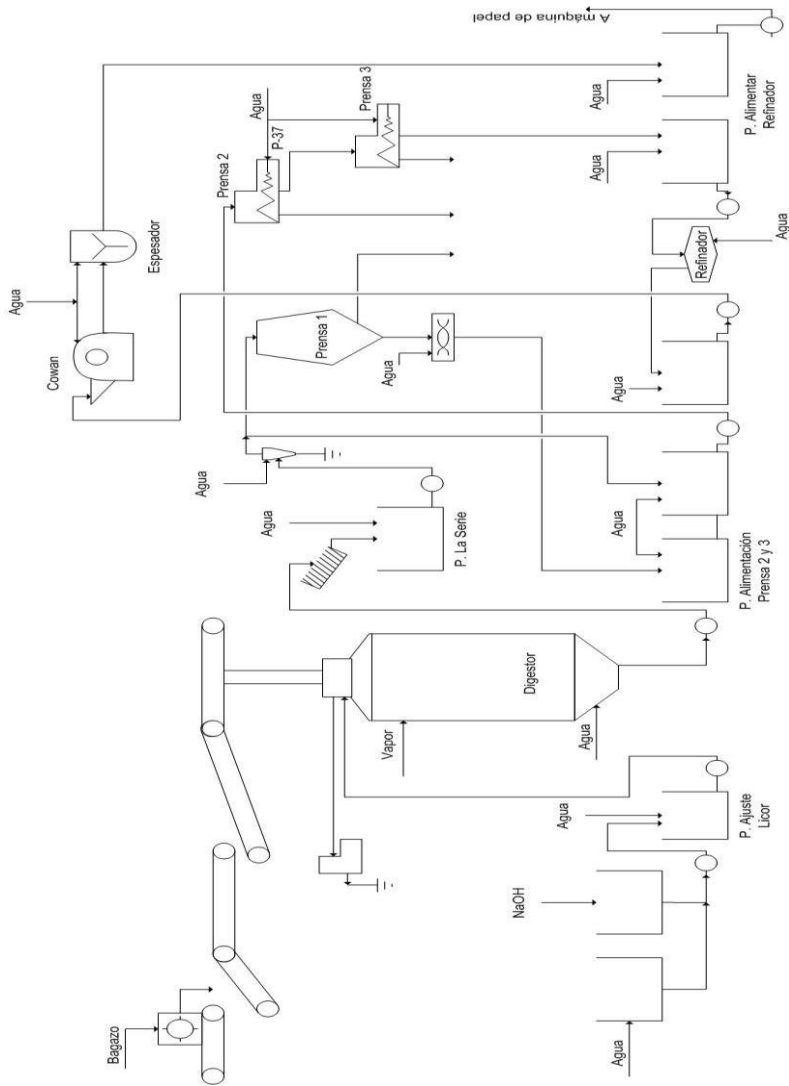 Bagazo
Agua
NaOH
P. Ajuste
Licor
Agua
Vapor
Agua
Digestor
P. La Serie
Agua
Agua
P. Alimentación
Prensa 2 y 3
Agua
Prensa 1
Agua
Agua
Cowan
Agua
Espesador
Prensa 2
P-37
Agua
Prensa 3
Refinador
Agua
Agua
Agua
P. Alimentar
Refinador
A máquina de papel